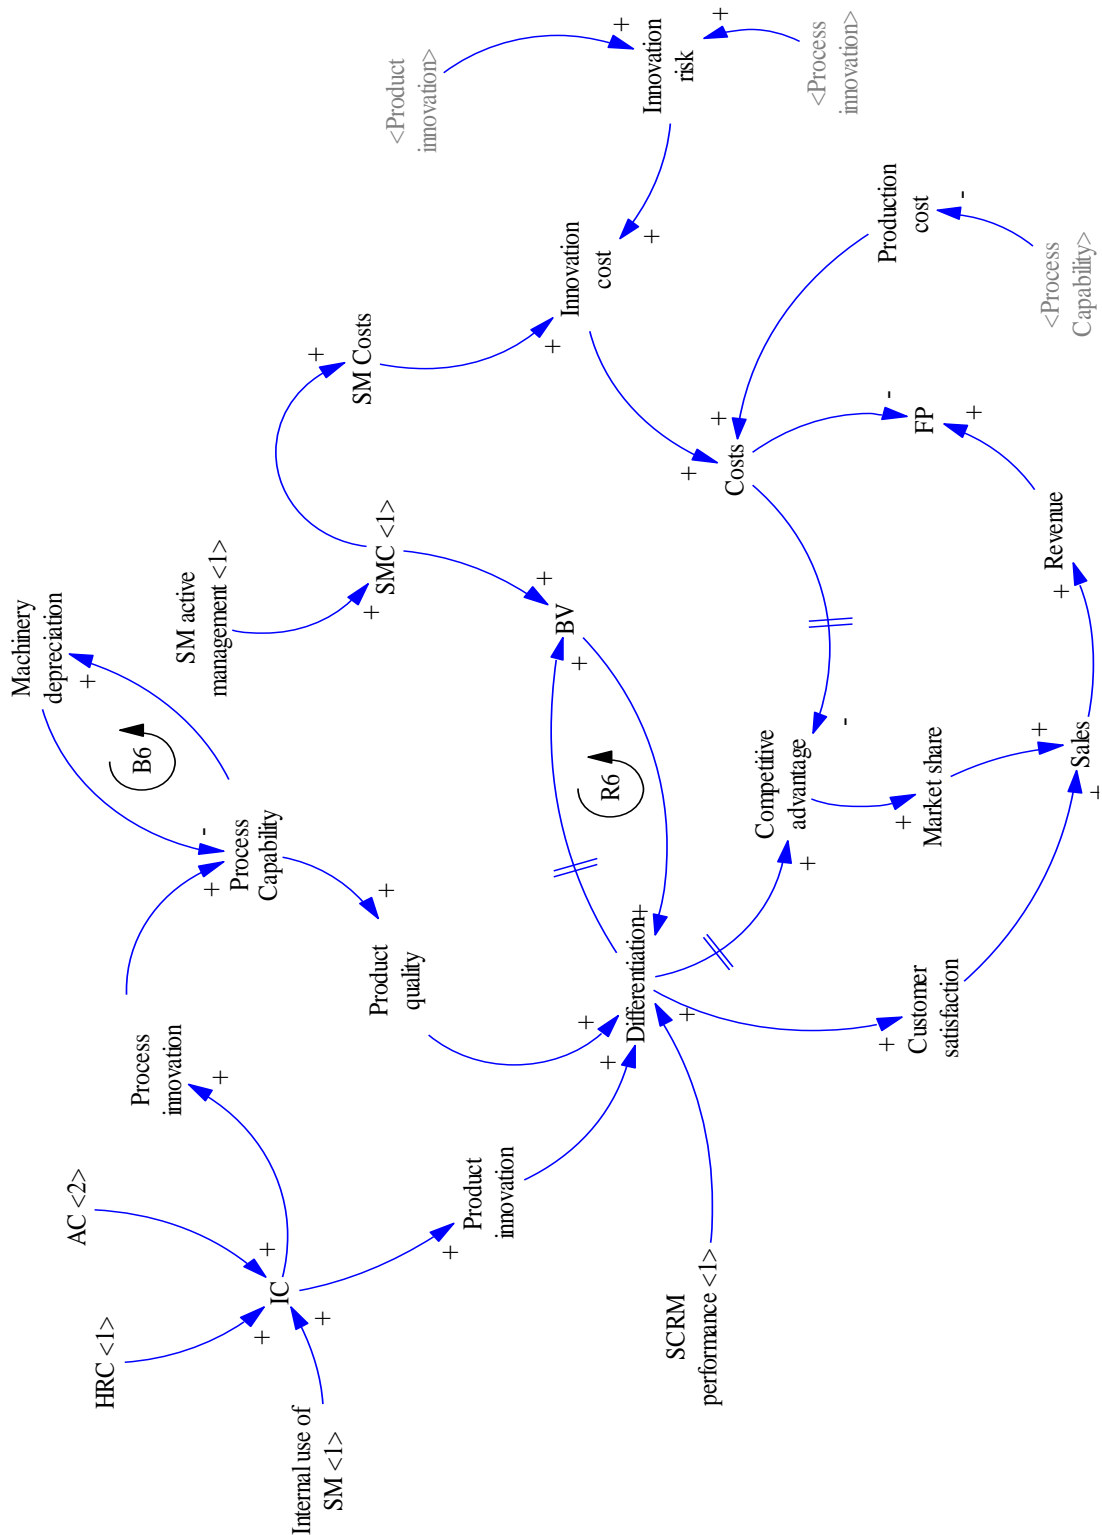 HRC <1>
AC <2>
Internal use of
SM <1>
IC
+
+
+
Process
innovation
+
Product
innovation
+
Machinery
depreciation
+
B6
-
+
Process
Capability
Product
quality
+
SM active
management <1>
+
SMC <1>
SM Costs
+
BV
+
+
R6
Differentiation
+
+
+
+
SCRM
performance <1>
Innovation
cost
+
+
<Product
innovation>
Innovation
risk
+
+
<Process
innovation>
Costs
+
+
Production
cost
-
<Process
Capability>
FP
-
+
Competitive
advantage
+
-
Market share
+
Customer
satisfaction
+
Sales
+
+
Revenue
+